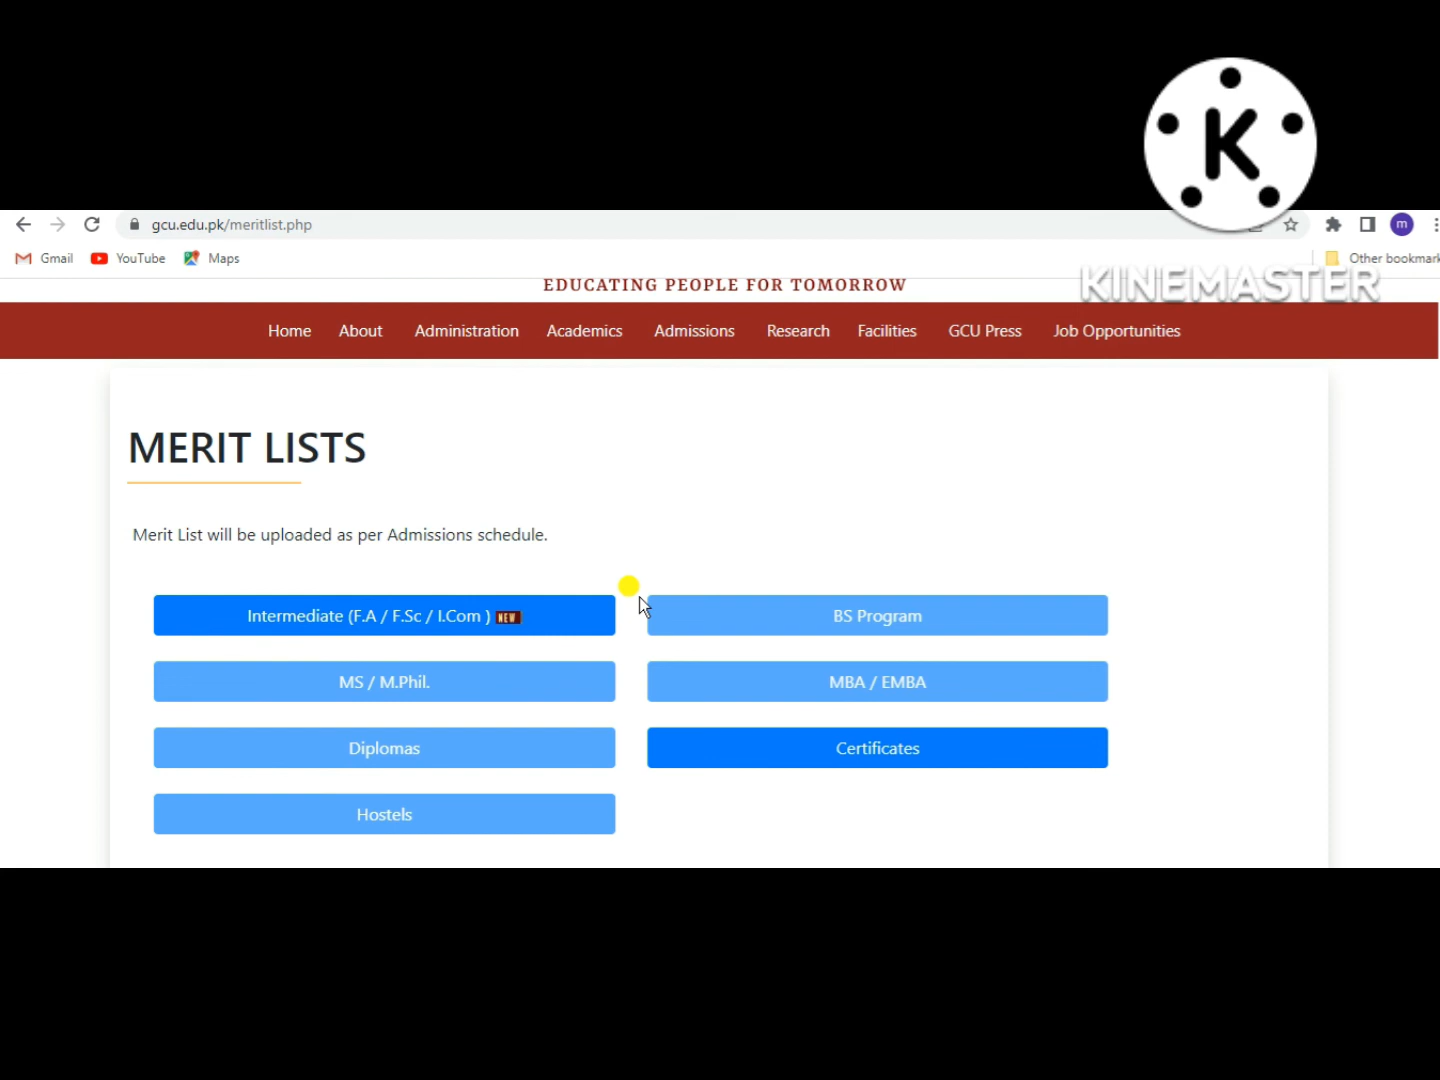 K
gcu.edu.pk/meritlist.php
m
Gmail YouTube Maps Other bookmark
KINEMASTER
EDUCATING PEOPLE FOR TOMORROW
Home About Administration Academics Admissions Research Facilities GCU Press Job Opportunities
MERIT LISTS
Merit List will be uploaded as per Admissions schedule.
Intermediate (F.A / F.Sc / I.Com ) NEW BS Program
MS / M.Phil. MBA / EMBA
Diplomas Certificates
Hostels